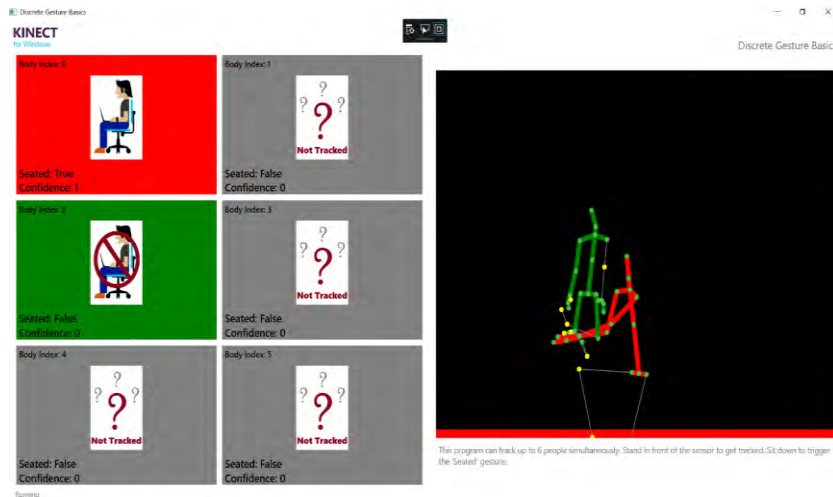 Discrete Gesture Basics
KINECT
for Windows
Discrete Gesture Basic
Body Index: 0
Seated: True
Confidence: 1
Body Index: 1
? ? ? ?
Not Tracked
Seated: False
Confidence: 0
Body Index: 2
Seated: False
Confidence: 0
Body Index: 3
? ? ? ?
Not Tracked
Seated: False
Confidence: 0
Body Index: 4
? ? ? ?
Not Tracked
Seated: False
Confidence: 0
Body Index: 5
? ? ? ?
Not Tracked
Seated: False
Confidence: 0
This program can track up to 6 people simultaneously. Stand in front of the sensor to get tracked. Sit down to trigger
the 'Seated' gesture.
Running